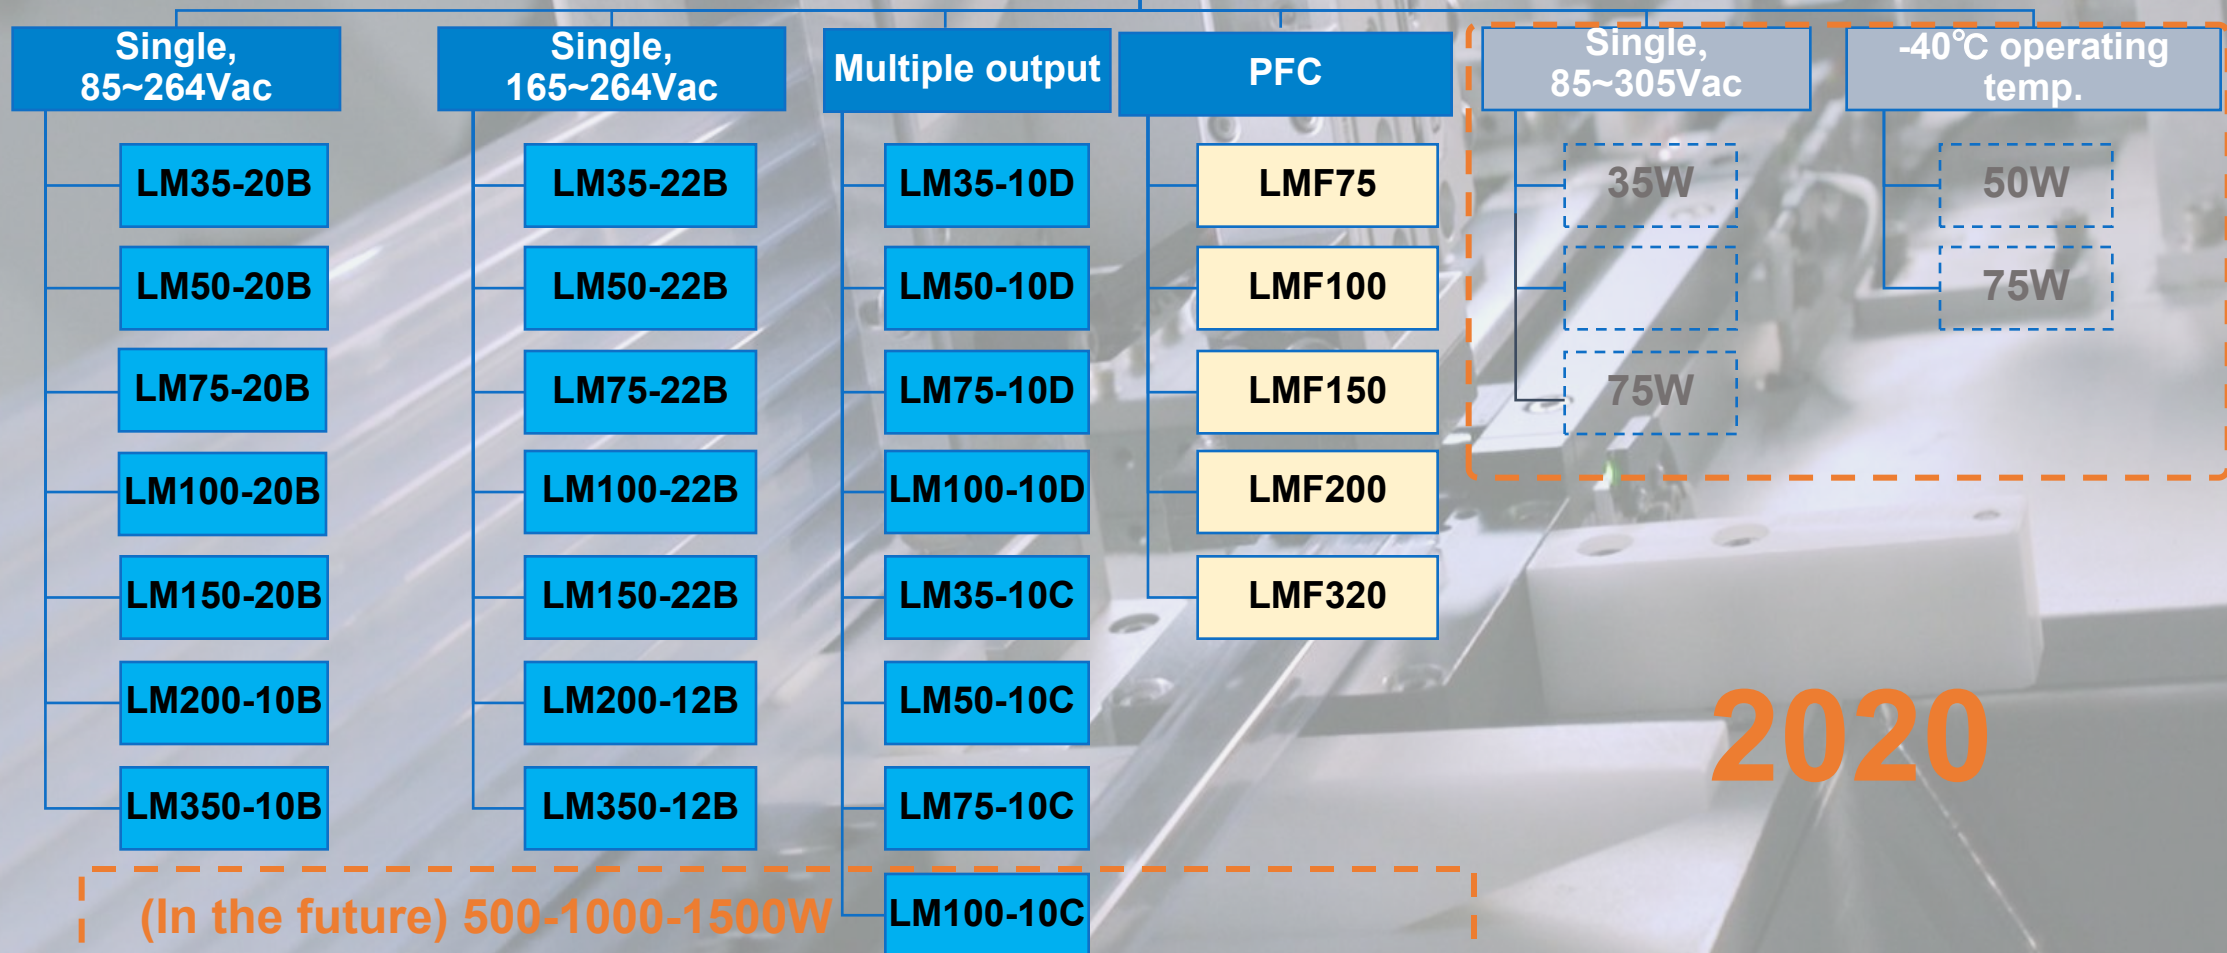 Single,
85~264Vac
LM35-20B
LM50-20B
LM75-20B
LM100-20B
LM150-20B
LM200-10B
LM350-10B
Single,
165~264Vac
LM35-22B
LM50-22B
LM75-22B
LM100-22B
LM150-22B
LM200-12B
LM350-12B
Multiple output
LM35-10D
LM50-10D
LM75-10D
LM100-10D
LM35-10C
LM50-10C
LM75-10C
LM100-10C
PFC
LMF75
LMF100
LMF150
LMF200
LMF320
Single,
85~305Vac
35W
75W
-40℃ operating
temp.
50W
75W
2020
(In the future) 500-1000-1500W